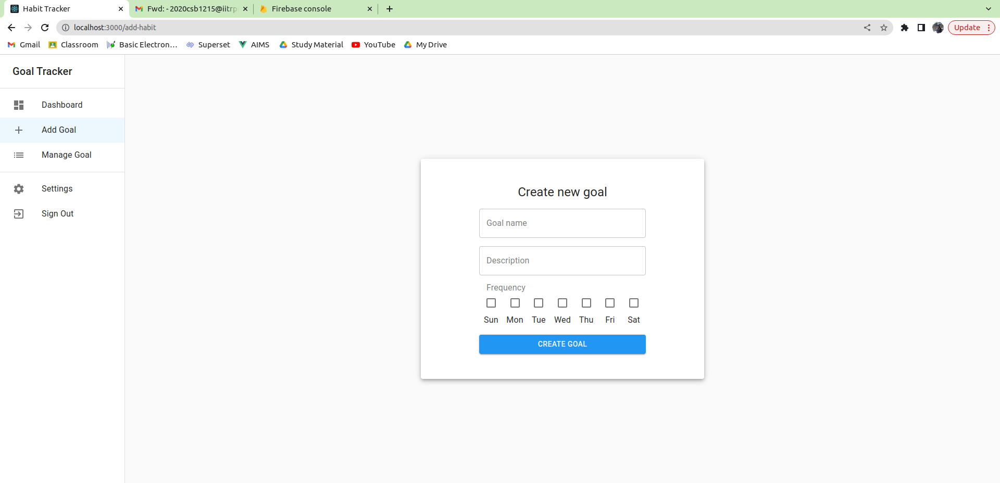 Habit Tracker
Fwd: - 2020csb1215@iitrp
Firebase console
localhost:3000/add-habit
Update
Gmail
Classroom
Basic Electron...
Superset
AIMS
Study Material
YouTube
My Drive
Goal Tracker
Dashboard
Add Goal
Manage Goal
Settings
Sign Out
Create new goal
Goal name
Description
Frequency
Sun Mon Tue Wed Thu Fri Sat
CREATE GOAL